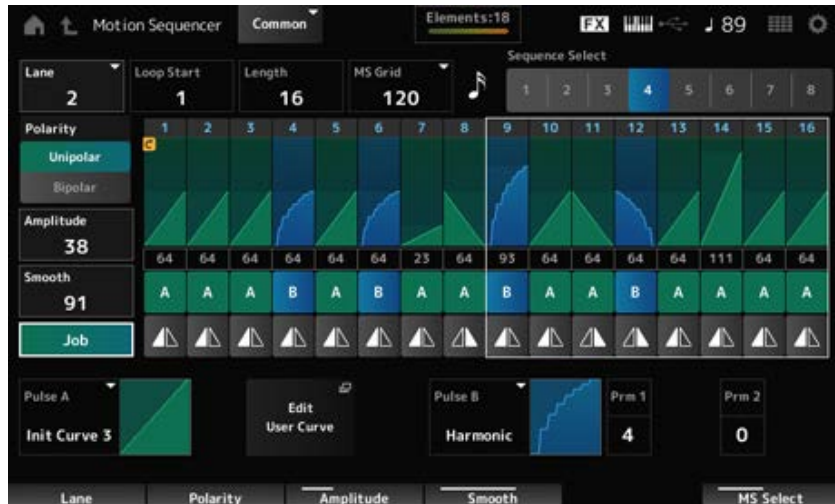 Motion Sequencer Common Elements:18 FX ♩ 89
Sequence Select
Lane Loop Start Length MS Grid
2 1 16 120 1 2 3 4 5 6 7 8
Polarity 1 2 3 4 5 6 7 8 9 10 11 12 13 14 15 16
C
Unipolar
Bipolar
Amplitude
38
64 64 64 64 64 64 23 64 93 64 64 64 64 111 64 64
Smooth
91
A A A B A B A A B A A B A A A A
Job
Pulse A Edit Pulse B Prm 1 Prm 2
Init Curve 3 User Curve Harmonic 4 0
Lane Polarity Amplitude Smooth MS Select